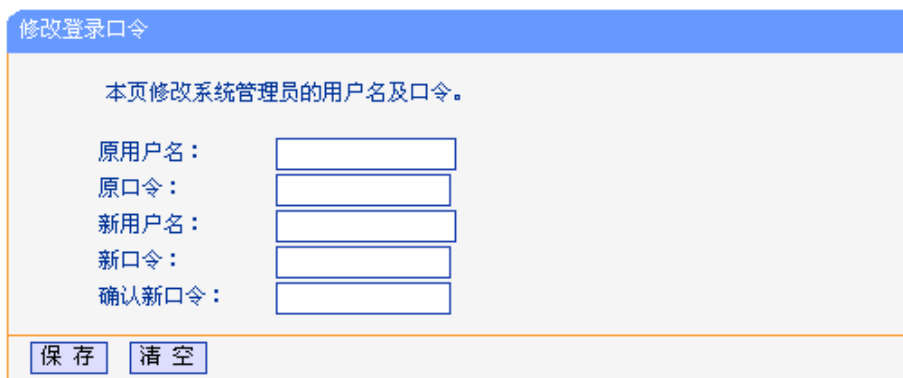 修改登录口令
本页修改系统管理员的用户名及口令。
原用户名：
原口令：
新用户名：
新口令：
确认新口令：
保 存 清 空